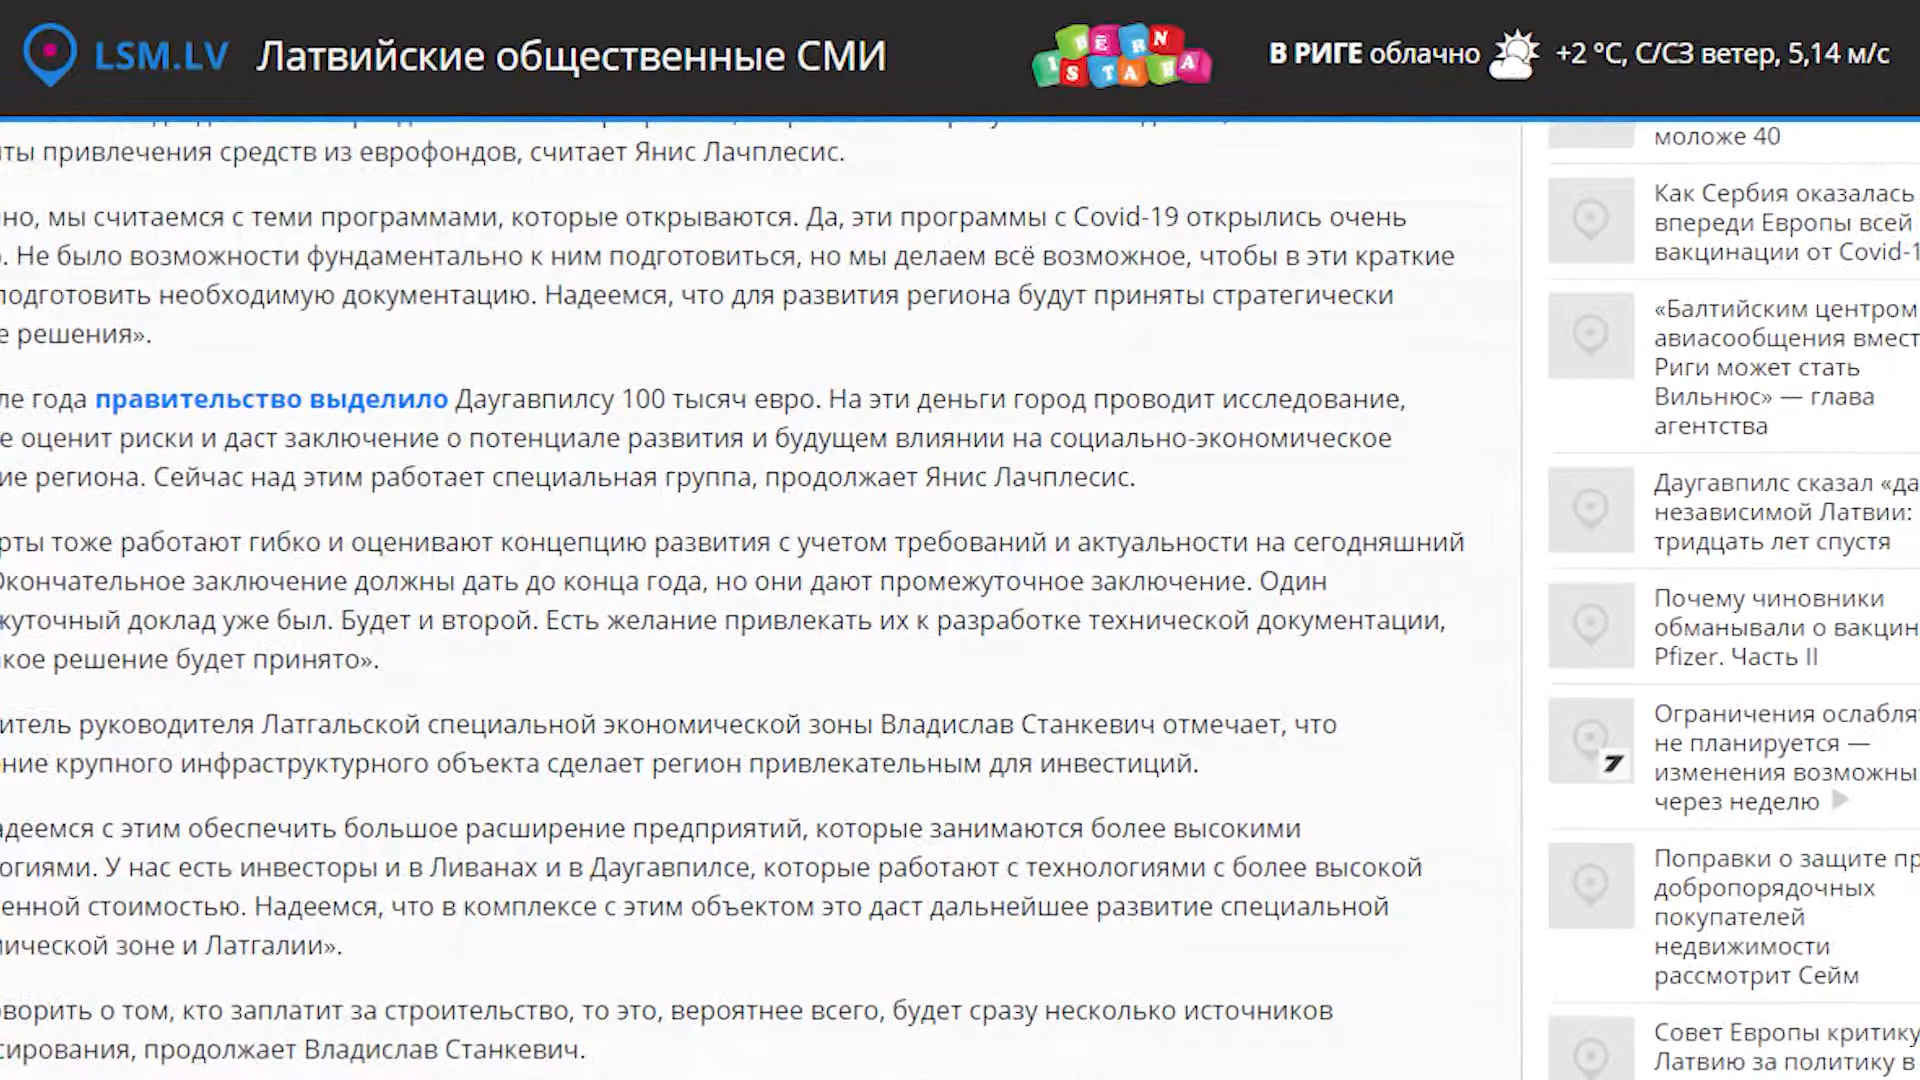 LSM.LV Латвийские общественные СМИ
BĒRN
ISTABA
В РИГЕ облачно +2 °C, С/СЗ ветер, 5,14 м/с
привлечения средств из еврофондов, считает Янис Лачплесис.
мы считаемся с теми программами, которые открываются. Да, эти программы с Covid-19 открылись очень
Не было возможности фундаментально к ним подготовиться, но мы делаем всё возможное, чтобы в эти краткие
подготовить необходимую документацию. Надеемся, что для развития региона будут приняты стратегически
решения».
года правительство выделило Даугавпилсу 100 тысяч евро. На эти деньги город проводит исследование,
оценит риски и даст заключение о потенциале развития и будущем влиянии на социально-экономическое
региона. Сейчас над этим работает специальная группа, продолжает Янис Лачплесис.
рты тоже работают гибко и оценивают концепцию развития с учетом требований и актуальности на сегодняшний
Окончательное заключение должны дать до конца года, но они дают промежуточное заключение. Один
жуточный доклад уже был. Будет и второй. Есть желание привлекать их к разработке технической документации,
кое решение будет принято».
итель руководителя Латгальской специальной экономической зоны Владислав Станкевич отмечает, что
ние крупного инфраструктурного объекта сделает регион привлекательным для инвестиций.
адеемся с этим обеспечить большое расширение предприятий, которые занимаются более высокими
огиями. У нас есть инвесторы и в Ливанах и в Даугавпилсе, которые работают с технологиями с более высокой
енной стоимостью. Надеемся, что в комплексе с этим объектом это даст дальнейшее развитие специальной
мической зоне и Латгалии».
ворить о том, кто заплатит за строительство, то это, вероятнее всего, будет сразу несколько источников
сирования, продолжает Владислав Станкевич.
моложе 40
Как Сербия оказалась
впереди Европы всей
вакцинации от Covid-1
«Балтийским центром
авиасообщения вмест
Риги может стать
Вильнюс» — глава
агентства
Даугавпилс сказал «да
независимой Латвии:
тридцать лет спустя
Почему чиновники
обманывали о вакцин
Pfizer. Часть II
Ограничения ослаблят
не планируется —
изменения возможны
через неделю
7
Поправки о защите пр
добропорядочных
покупателей
недвижимости
рассмотрит Сейм
Совет Европы критику
Латвию за политику в